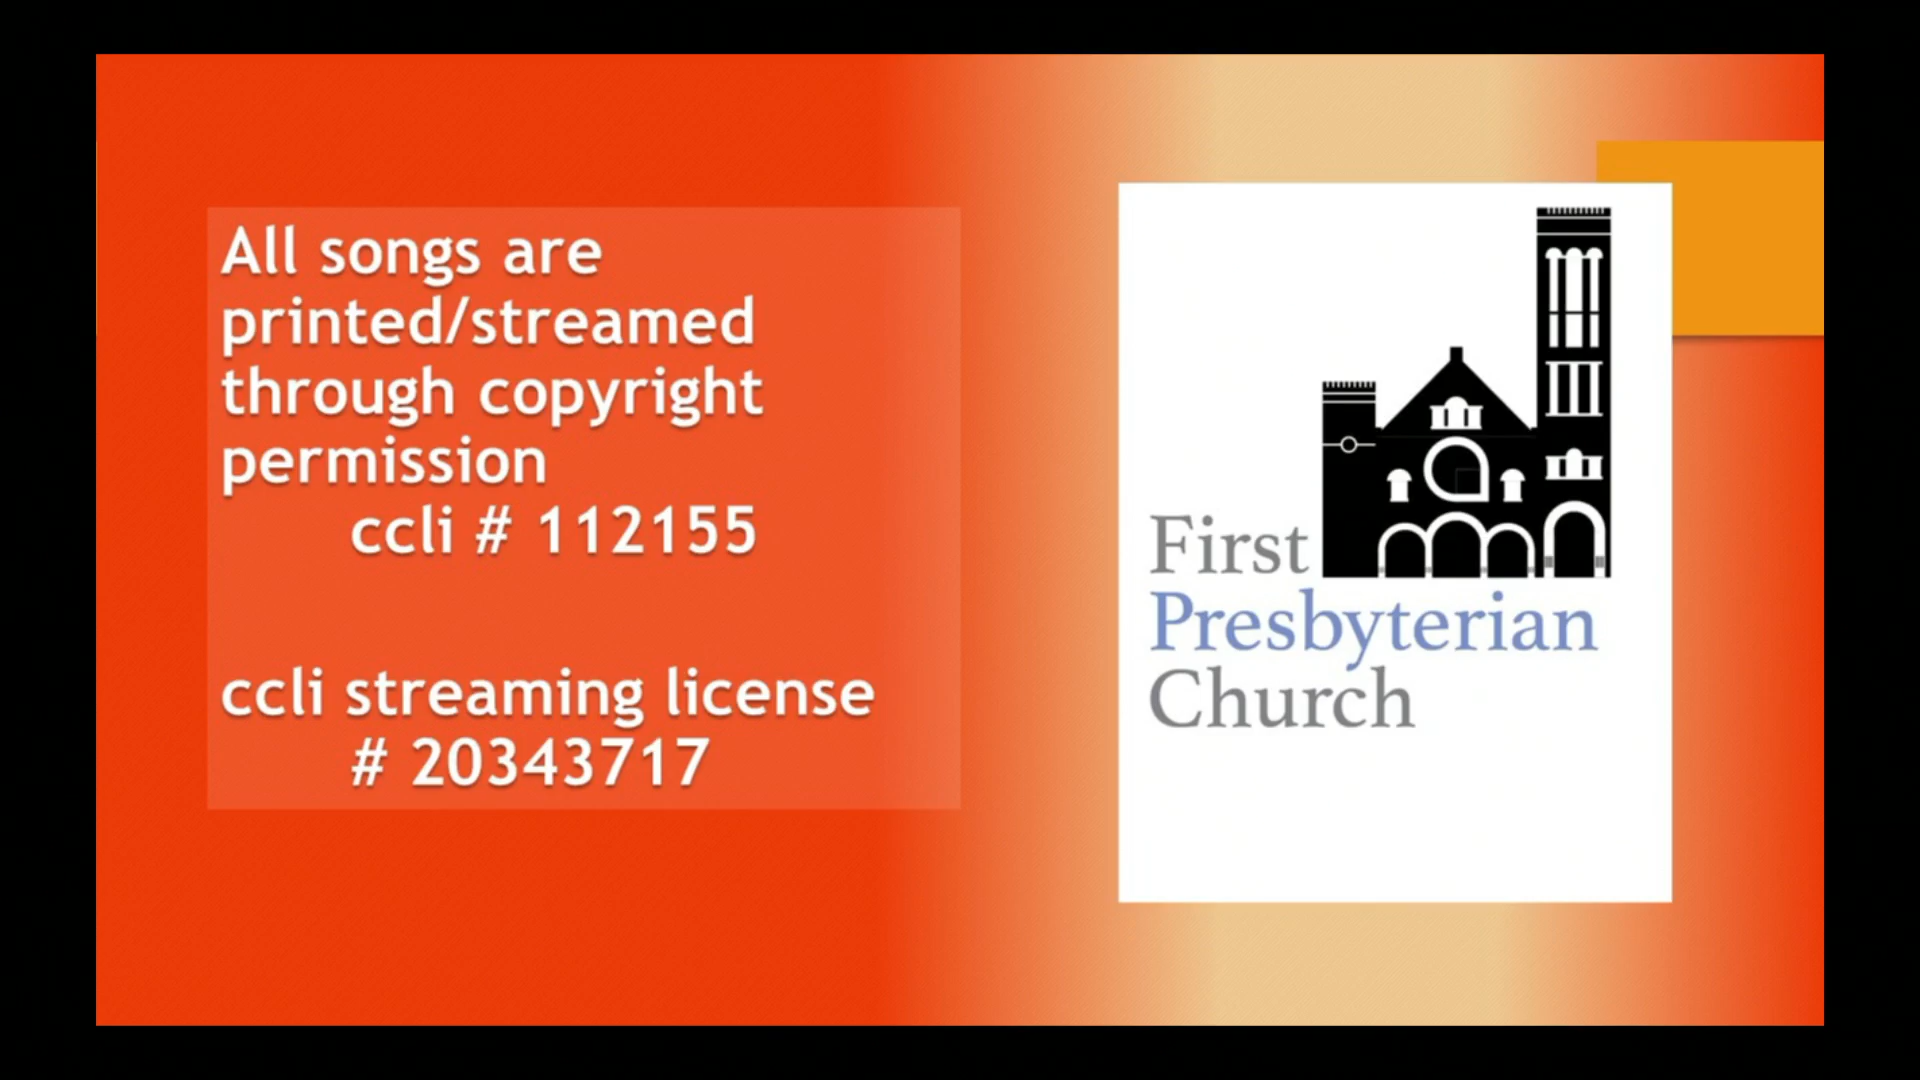 All songs are
printed/streamed
through copyright
permission
ccli # 112155
ccli streaming license
# 20343717
First
Presbyterian
Church